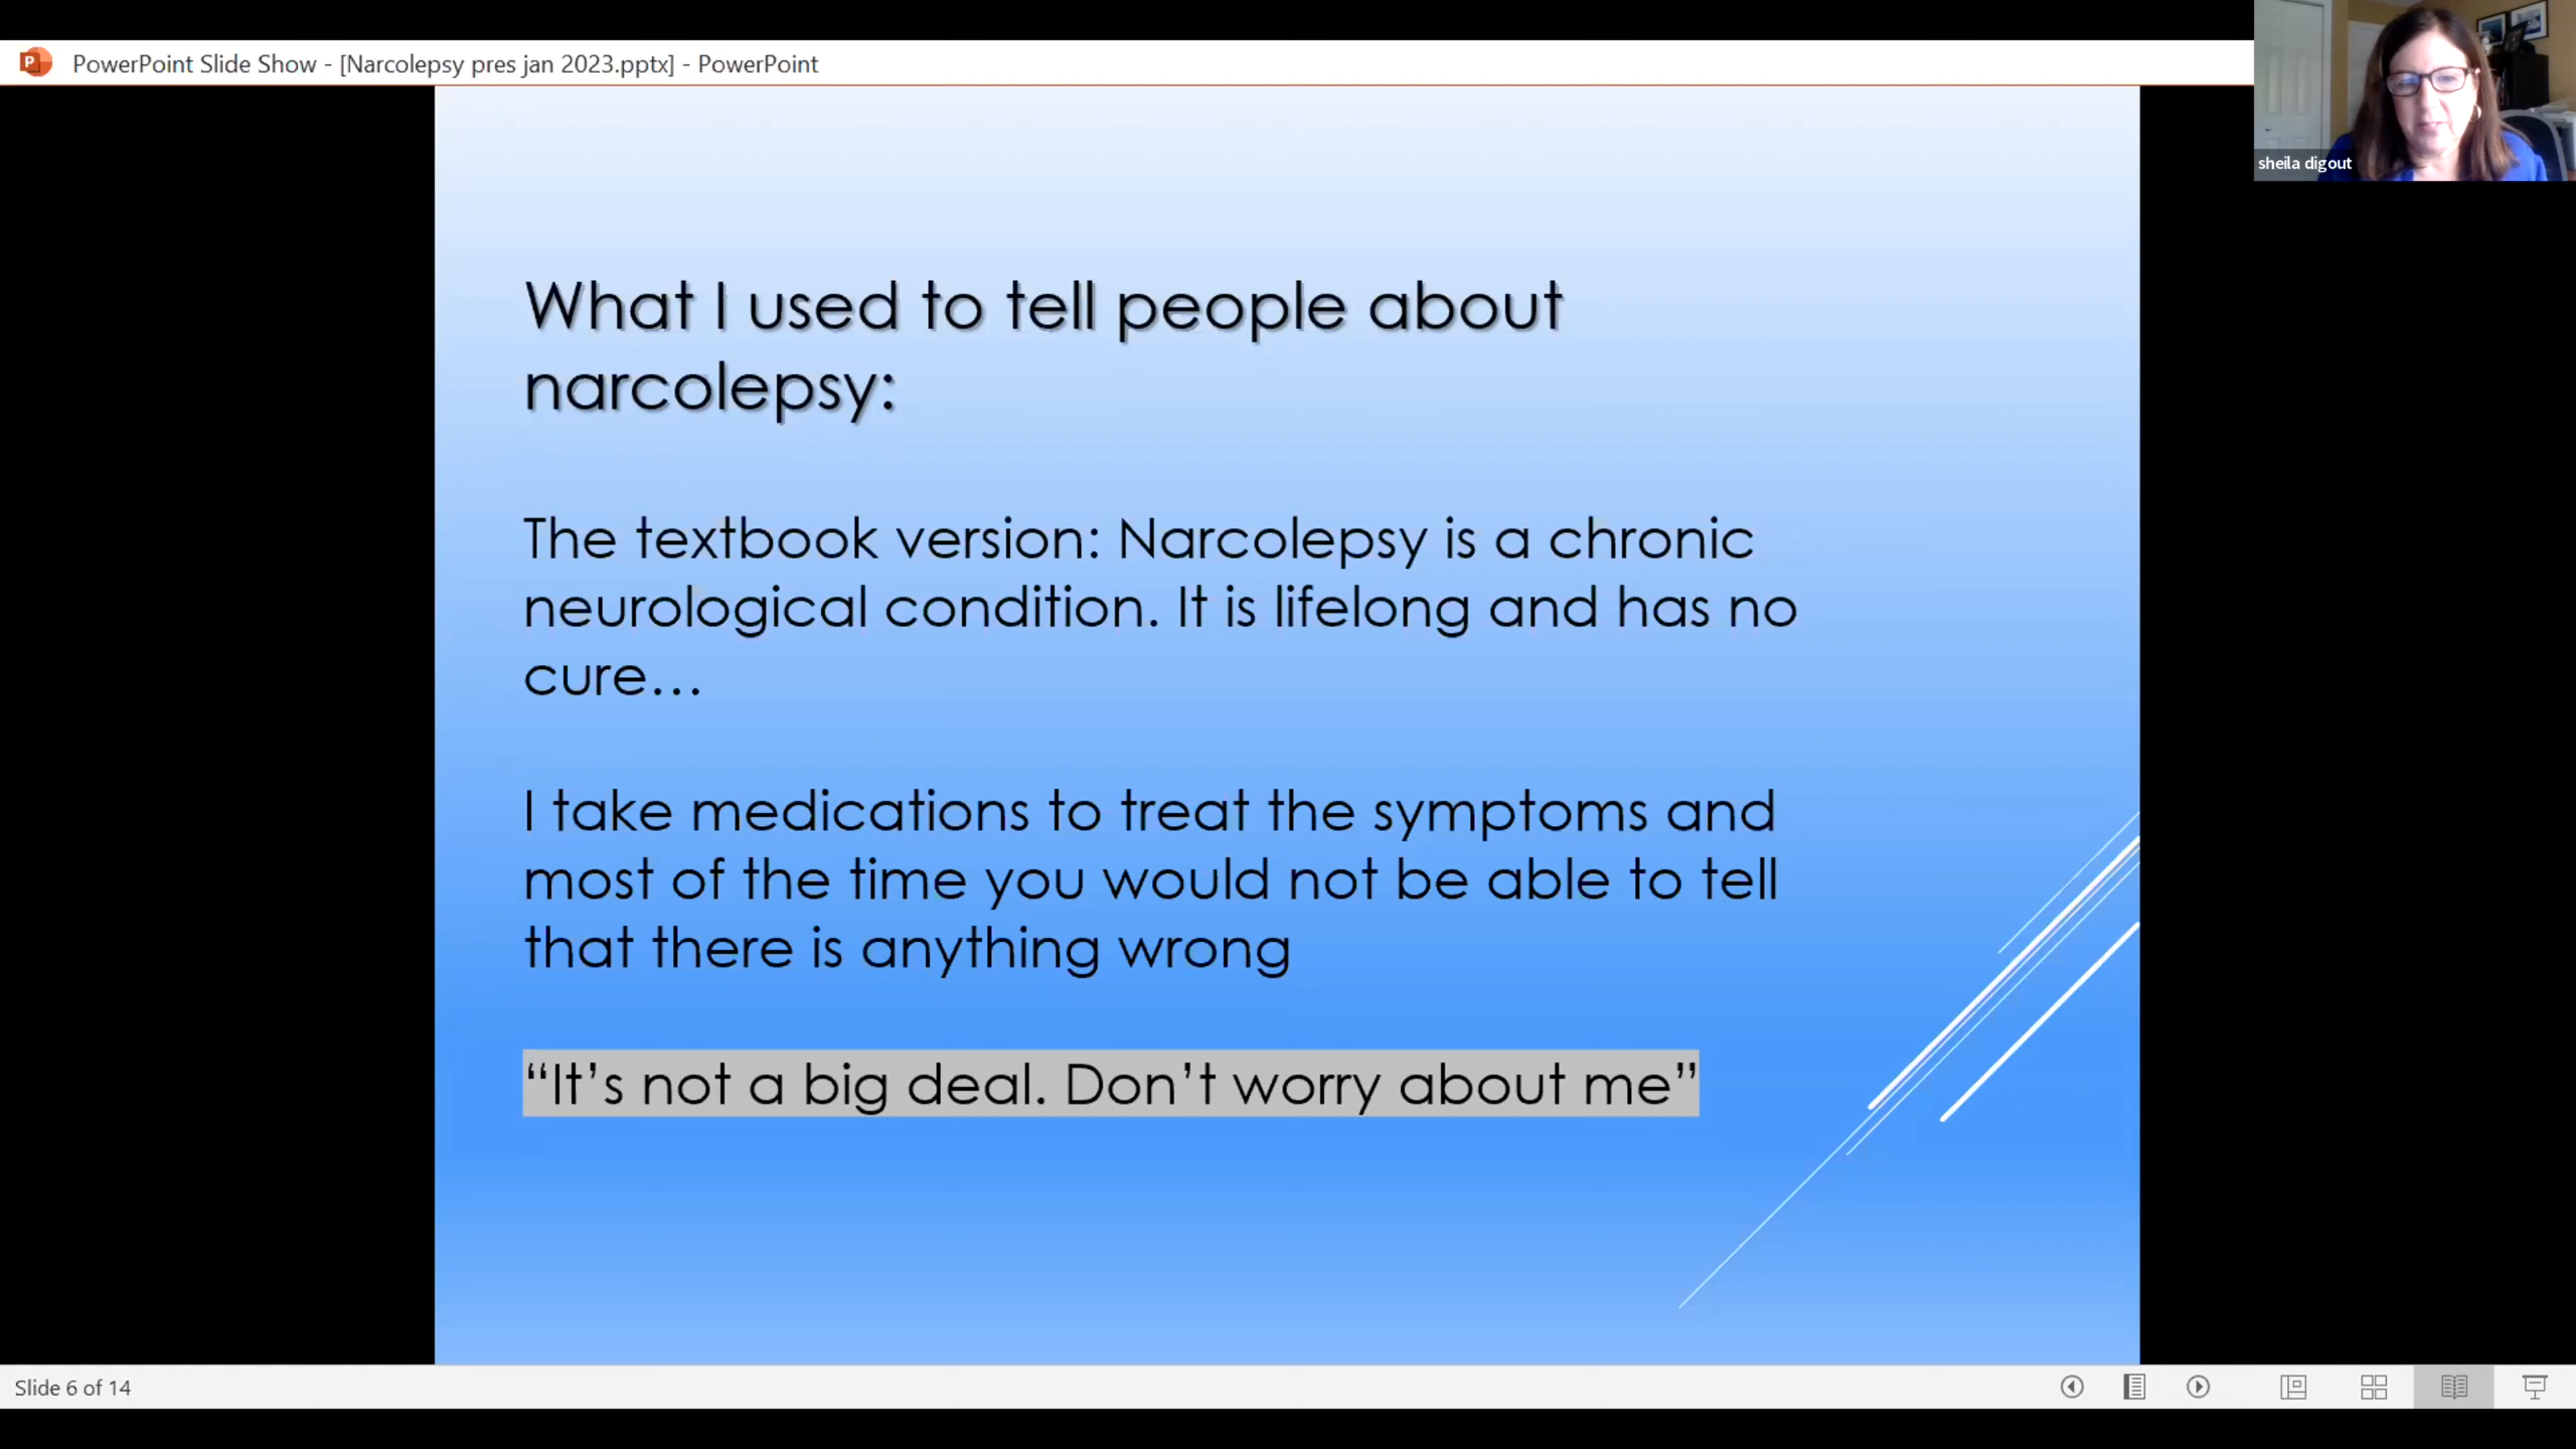 PowerPoint Slide Show - [Narcolepsy pres jan 2023.pptx] - PowerPoint
sheila digout
What I used to tell people about
narcolepsy:
The textbook version: Narcolepsy is a chronic
neurological condition. It is lifelong and has no
cure…
I take medications to treat the symptoms and
most of the time you would not be able to tell
that there is anything wrong
“It’s not a big deal. Don’t worry about me”
Slide 6 of 14